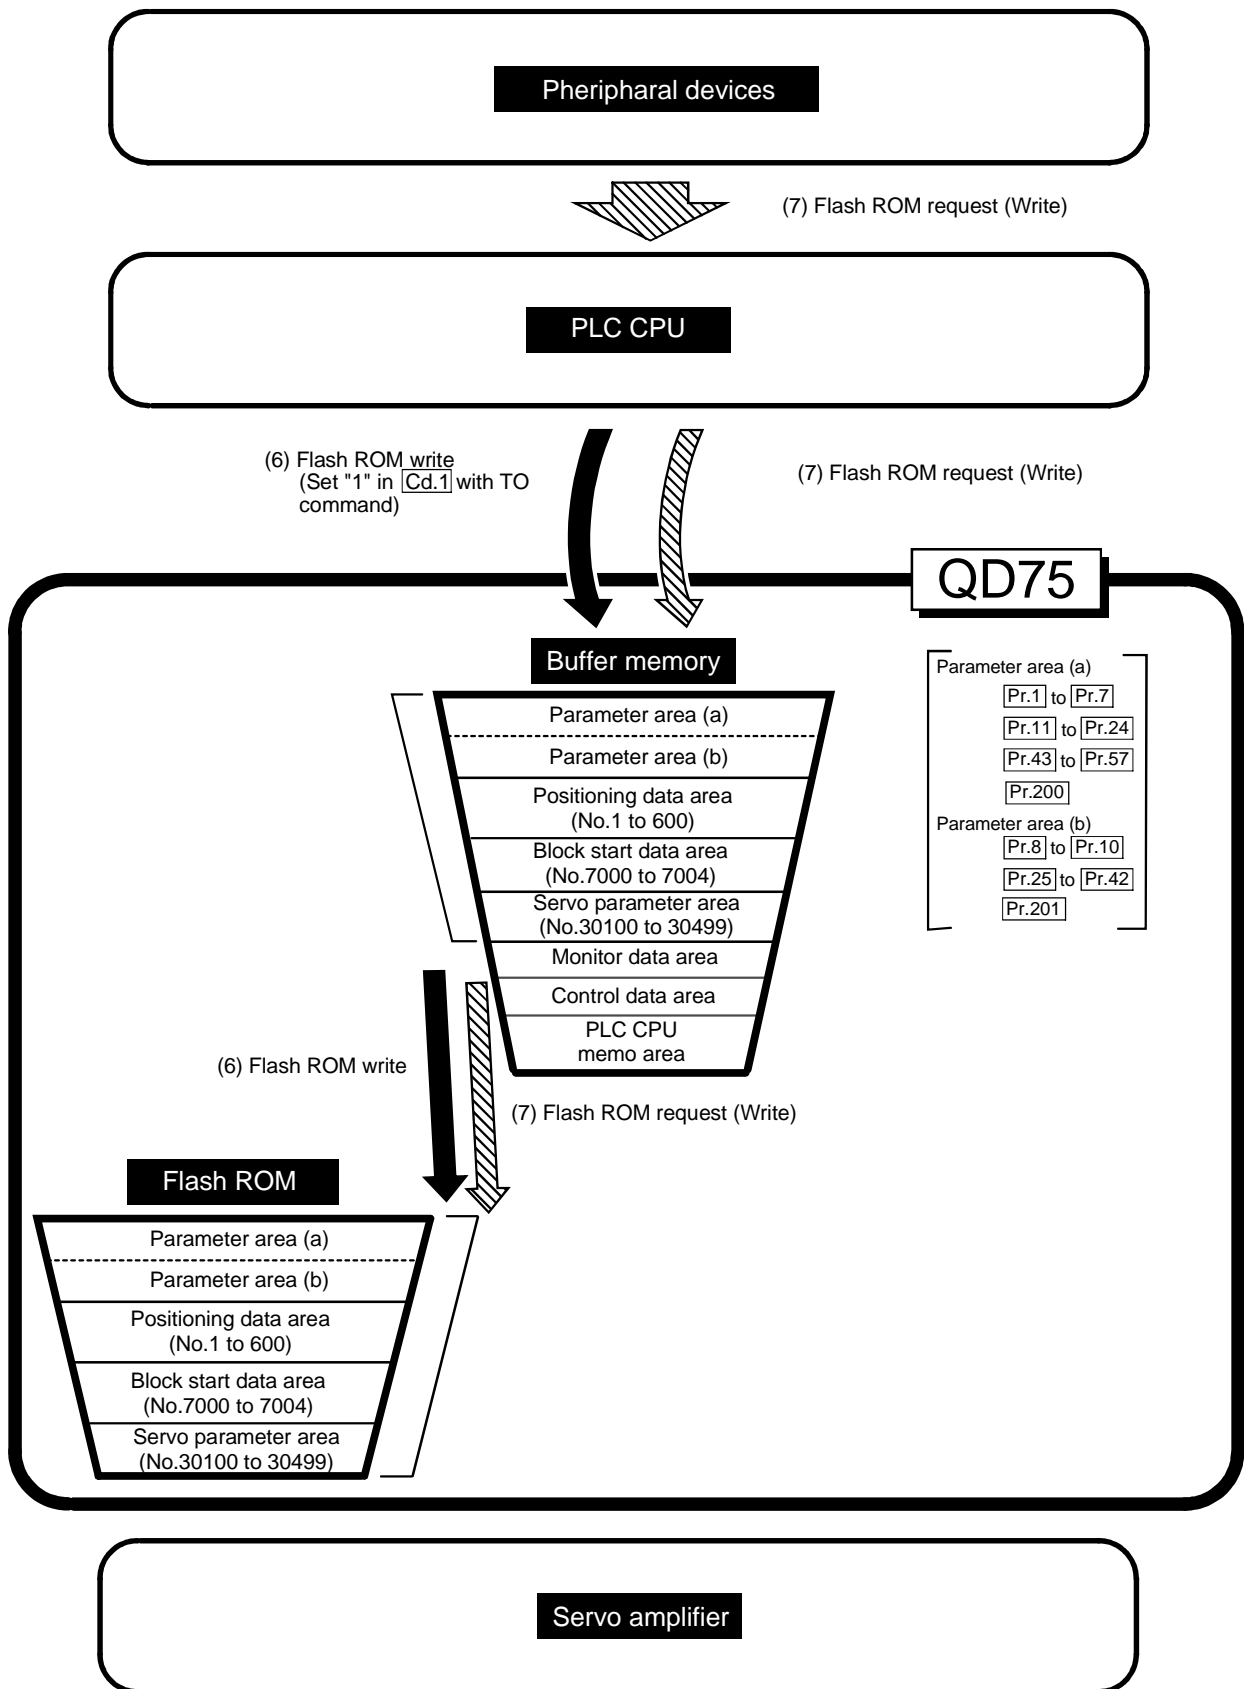 Pheripharal devices
(7) Flash ROM request (Write)
PLC CPU
(6) Flash ROM write
(Set "1" in Cd.1 with TO
command)
(7) Flash ROM request (Write)
QD75
Buffer memory
Parameter area (a)
Parameter area (b)
Positioning data area
(No.1 to 600)
Block start data area
(No.7000 to 7004)
Servo parameter area
(No.30100 to 30499)
Monitor data area
Control data area
PLC CPU
memo area
Parameter area (a)
Pr.1 to Pr.7
Pr.11 to Pr.24
Pr.43 to Pr.57
Pr.200
Parameter area (b)
Pr.8 to Pr.10
Pr.25 to Pr.42
Pr.201
(6) Flash ROM write
(7) Flash ROM request (Write)
Flash ROM
Parameter area (a)
Parameter area (b)
Positioning data area
(No.1 to 600)
Block start data area
(No.7000 to 7004)
Servo parameter area
(No.30100 to 30499)
Servo amplifier